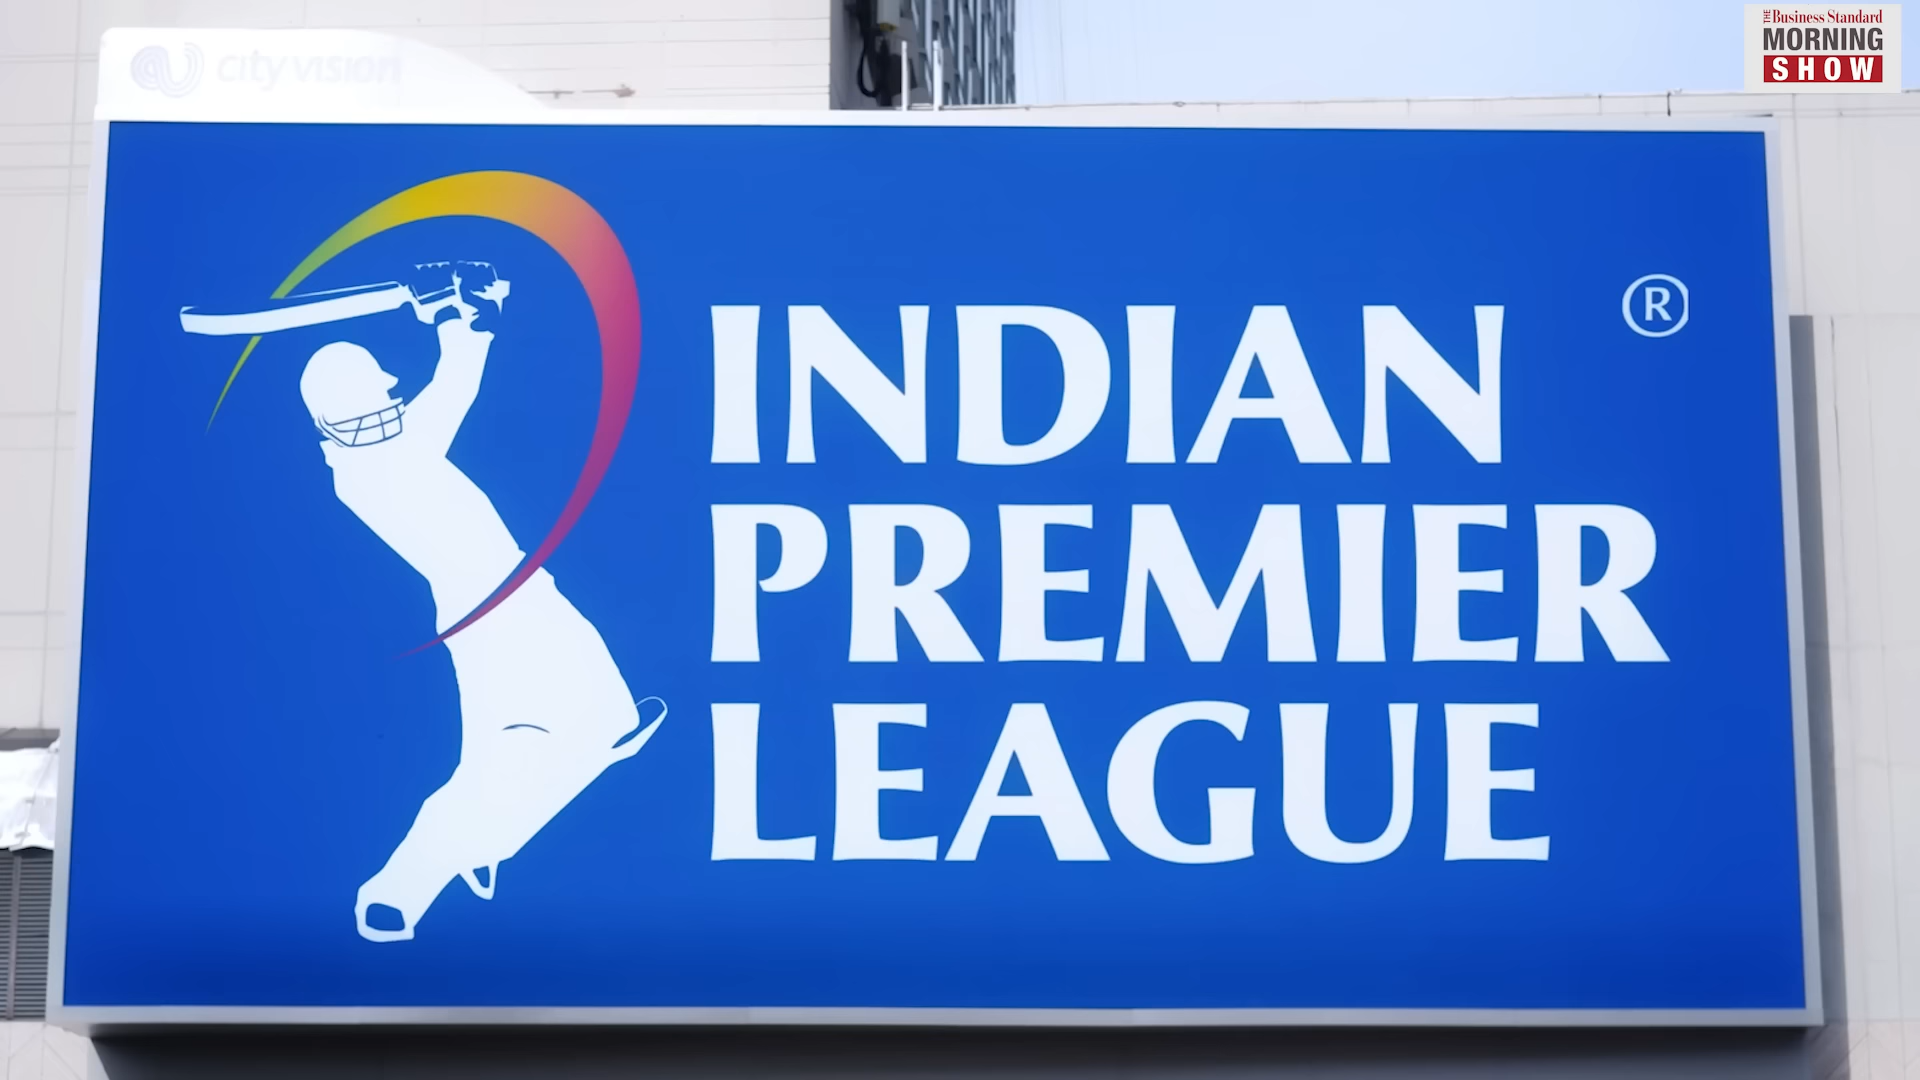 city vision
THE Business Standard
MORNING
SHOW
INDIAN
PREMIER
LEAGUE
®